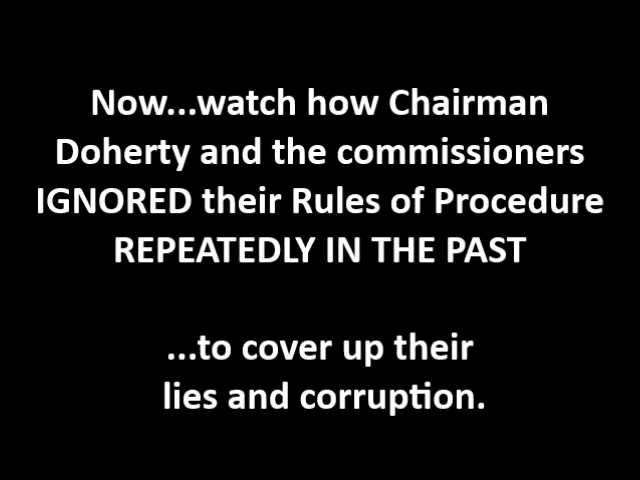 Now...watch how Chairman
Doherty and the commissioners
IGNORED their Rules of Procedure
REPEATEDLY IN THE PAST
...to cover up their
lies and corruption.